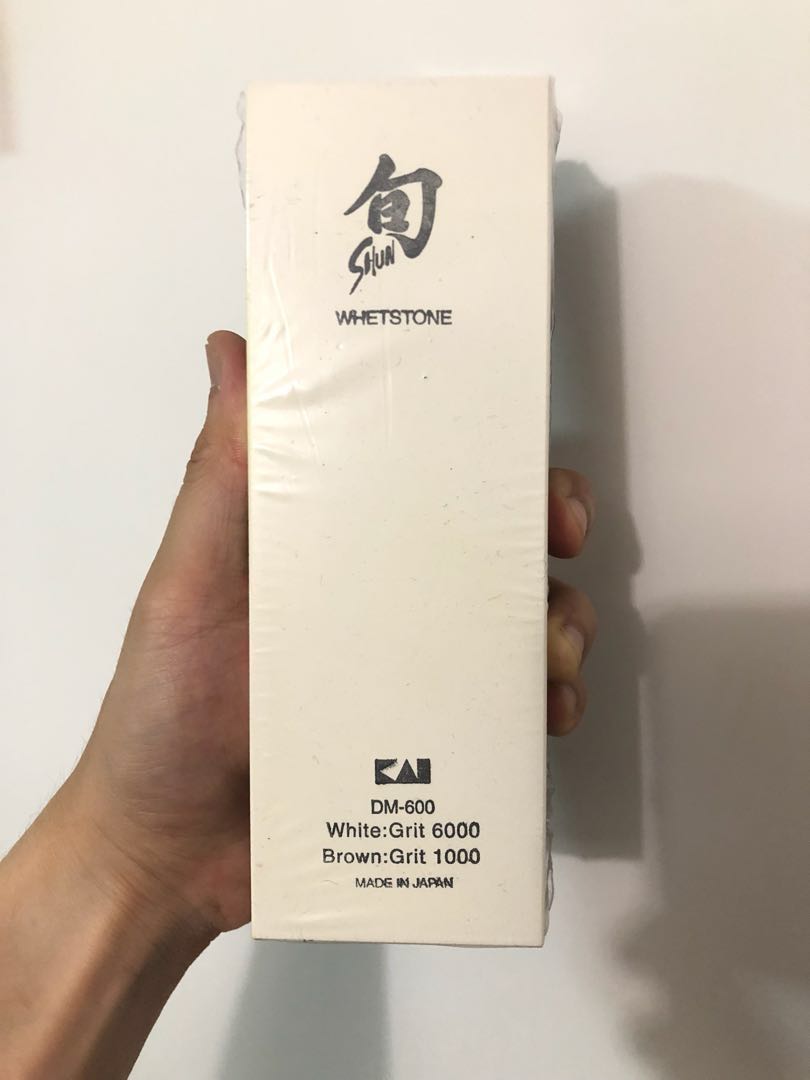 旬
SHUN
WHETSTONE
KAI
DM-600
White:Grit 6000
Brown:Grit 1000
MADE IN JAPAN